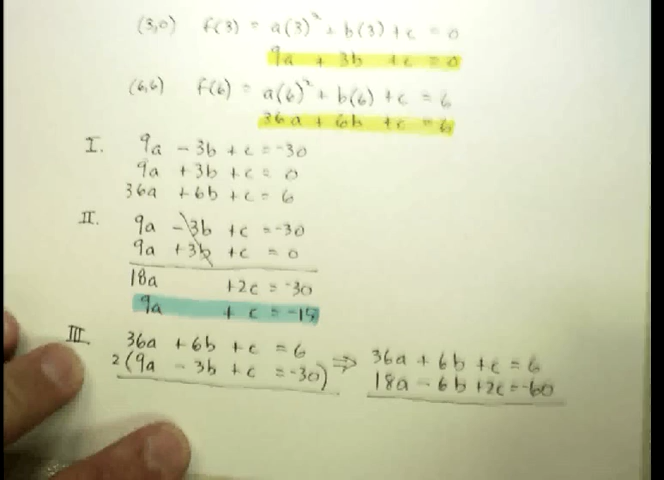 (3,0) f(3) = a(3)² + b(3) + c = 0
9a + 3b + c = 0
(6,6) f(6) = a(6)² + b(6) + c = 6
36a + 6b + c = 6
I. 9a - 3b + c = -30
9a + 3b + c = 0
36a + 6b + c = 6
II. 9a - 3b + c = -30
9a + 3b + c = 0
18a + 2c = -30
9a + c = -15
III. 36a + 6b + c = 6
2(9a - 3b + c = -30) ⇒
36a + 6b + c = 6
18a - 6b + 2c = -60